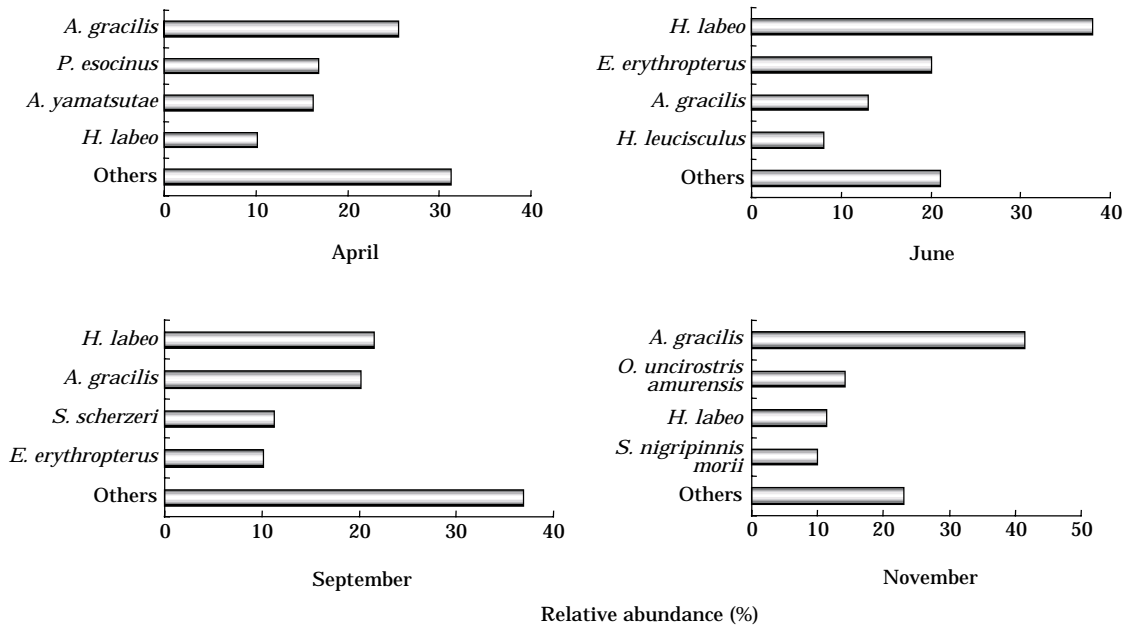 A. gracilis
P. esocinus
A. yamatsutae
H. labeo
Others
0 10 20 30 40
April
H. labeo
E. erythropterus
A. gracilis
H. leucisculus
Others
0 10 20 30 40
June
H. labeo
A. gracilis
S. scherzeri
E. erythropterus
Others
0 10 20 30 40
September
A. gracilis
O. uncirostris
amurensis
H. labeo
S. nigripinnis
morii
Others
0 10 20 30 40 50
November
Relative abundance (%)